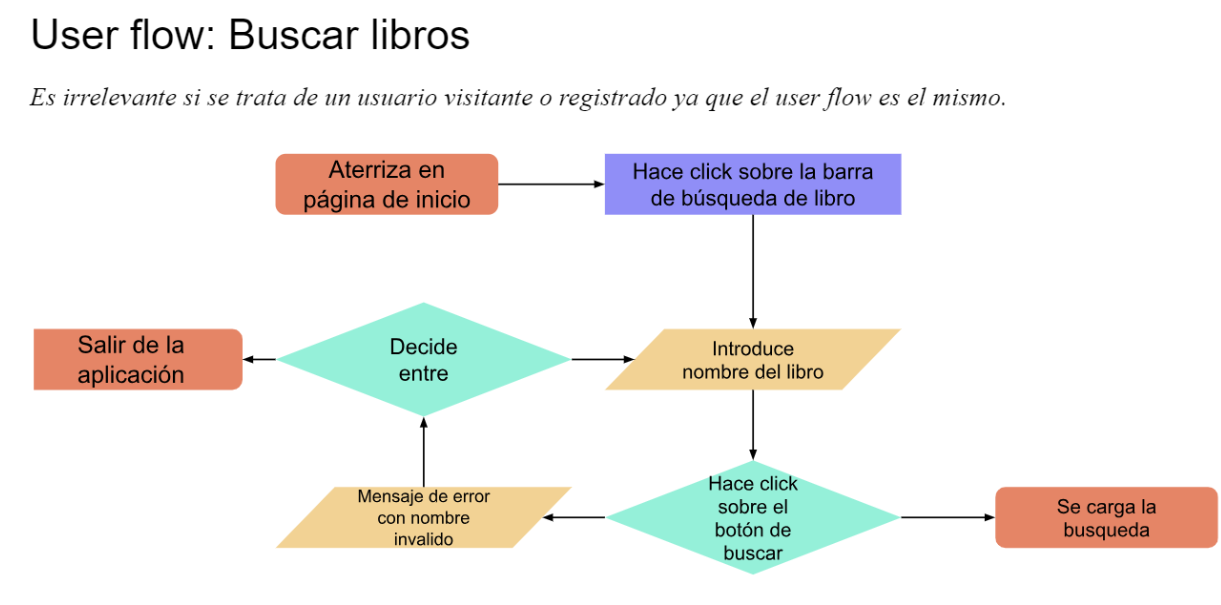 User flow: Buscar libros
Es irrelevante si se trata de un usuario visitante o registrado ya que el user flow es el mismo.
Aterriza en
página de inicio
Hace click sobre la barra
de búsqueda de libro
Salir de la
aplicación
Decide
entre
Introduce
nombre del libro
Mensaje de error
con nombre
invalido
Hace click
sobre el
botón de
buscar
Se carga la
busqueda